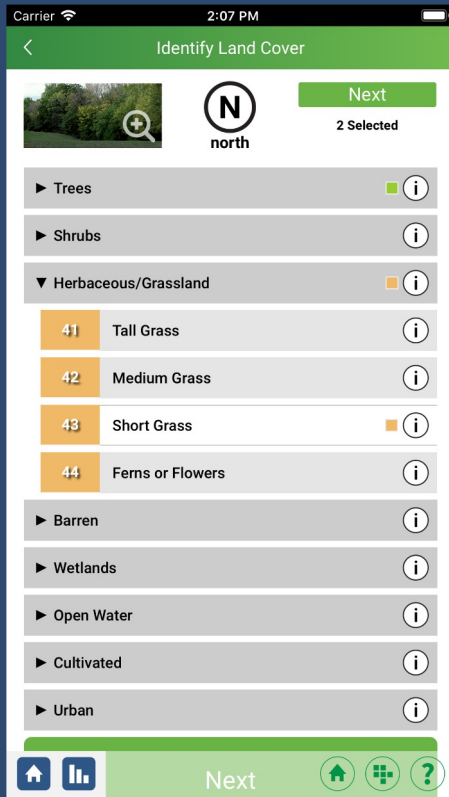 Carrier 2:07 PM
Identify Land Cover
N
north
Next
2 Selected
▶ Trees i
▶ Shrubs i
▼ Herbaceous/Grassland i
41 Tall Grass i
42 Medium Grass i
43 Short Grass i
44 Ferns or Flowers i
▶ Barren i
▶ Wetlands i
▶ Open Water i
▶ Cultivated i
▶ Urban i
Next ?